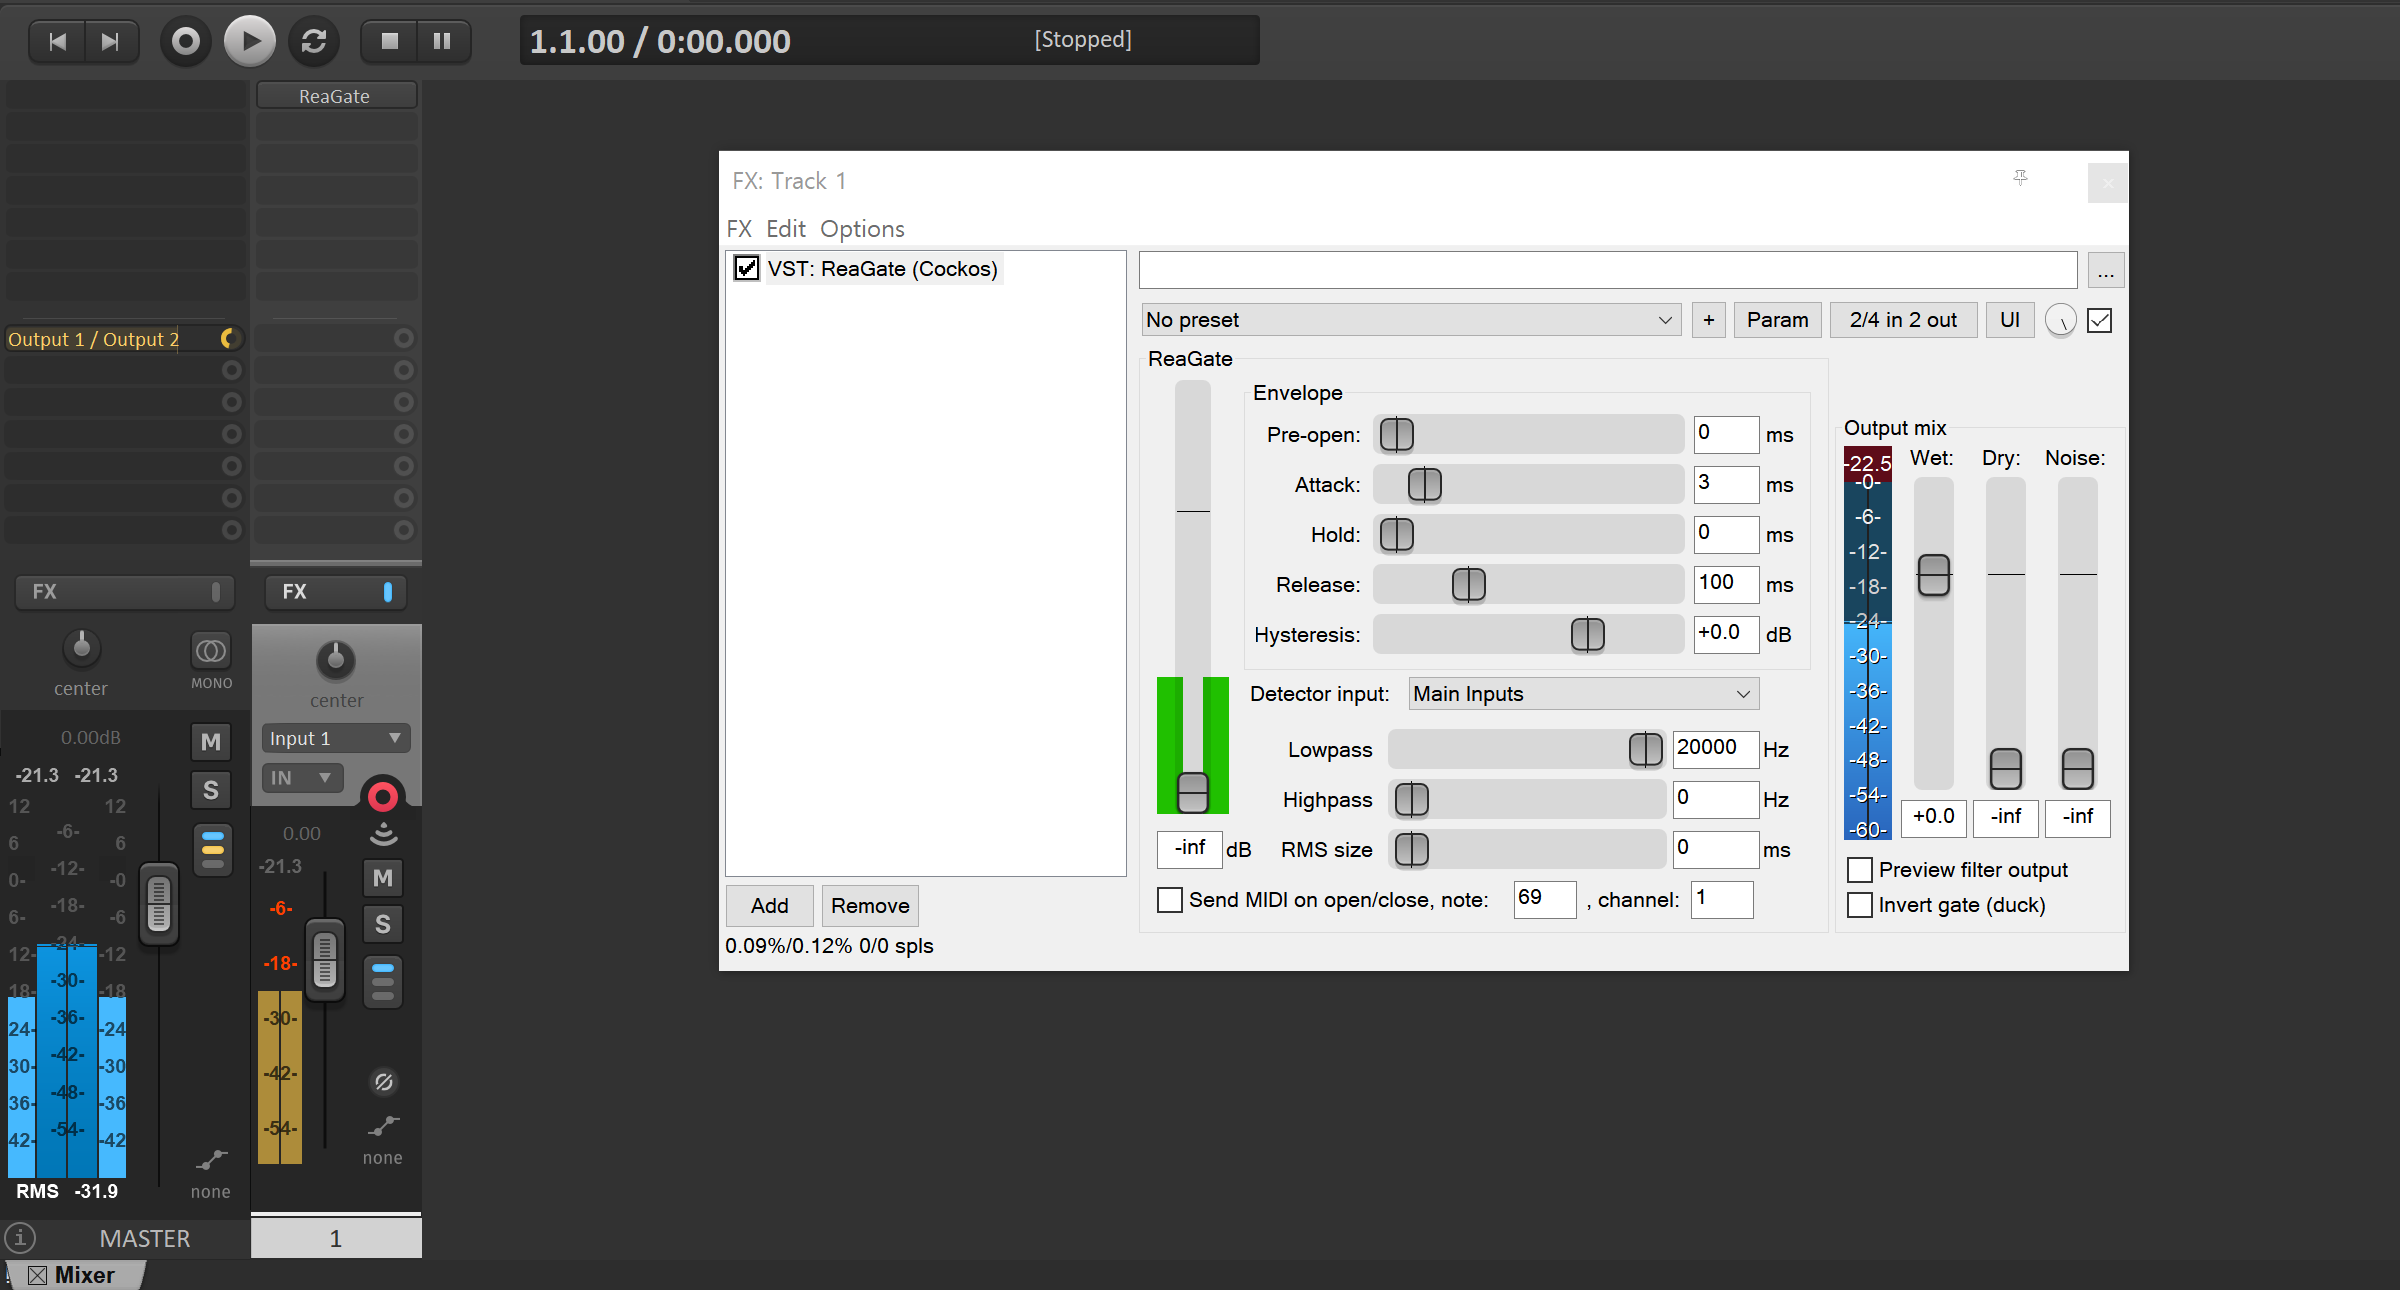 1.1.00 / 0:00.000
[Stopped]
ReaGate
Output 1 / Output 2
FX
FX
center
MONO
center
0.00dB
M
Input 1
-21.3 -21.3
S
IN
12 12
-6-
6 6
-12-
0- -0
-18-
6- -6
-24-
12- -12
-30-
18- -18
-36-
24- -24
-42-
30- -30
-48-
36- -36
-54-
42- -42
RMS -31.9
none
0.00
-21.3
M
-6-
S
-18-
-30-
-42-
-54-
none
MASTER
1
Mixer
FX: Track 1
FX Edit Options
VST: ReaGate (Cockos)
...
No preset
+
Param
2/4 in 2 out
UI
ReaGate
Envelope
Pre-open: 0 ms
Attack: 3 ms
Hold: 0 ms
Release: 100 ms
Hysteresis: +0.0 dB
Detector input: Main Inputs
Lowpass 20000 Hz
Highpass 0 Hz
-inf dB
RMS size 0 ms
Send MIDI on open/close, note: 69 , channel: 1
Output mix
Wet: Dry: Noise:
-22.5
-0-
-6-
-12-
-18-
-24-
-30-
-36-
-42-
-48-
-54-
-60-
+0.0 -inf -inf
Preview filter output
Invert gate (duck)
Add
Remove
0.09%/0.12% 0/0 spls